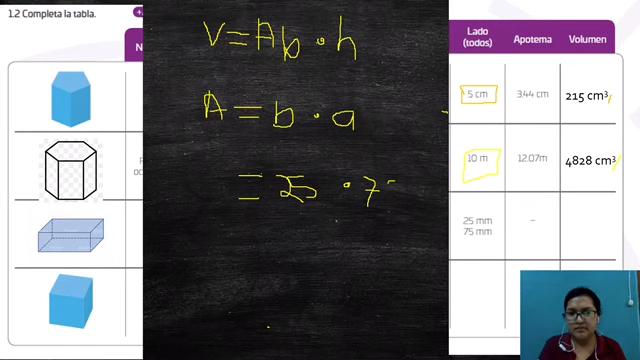 1.2 Completa la tabla.
V = Ab · h
A = b · a
= 25 · 7
Lado (todos) Apotema Volumen
5 cm 3.44 cm 215 cm³
10 m 12.07m 4828 cm³
25 mm 75 mm –